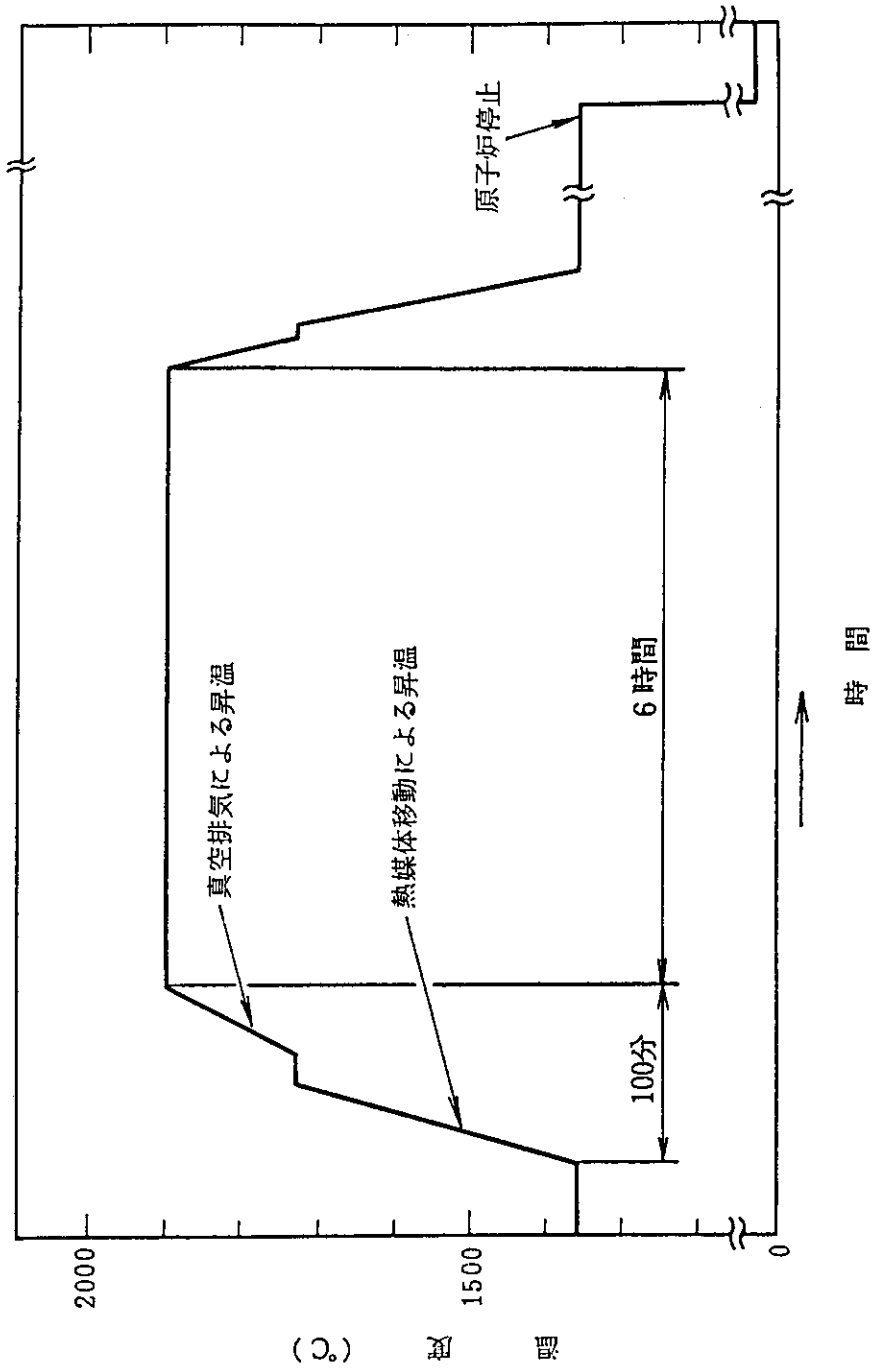 温度 (℃)
2000
1500
0
真空排気による昇温
熱媒体移動による昇温
原子炉停止
100分
6時間
時間